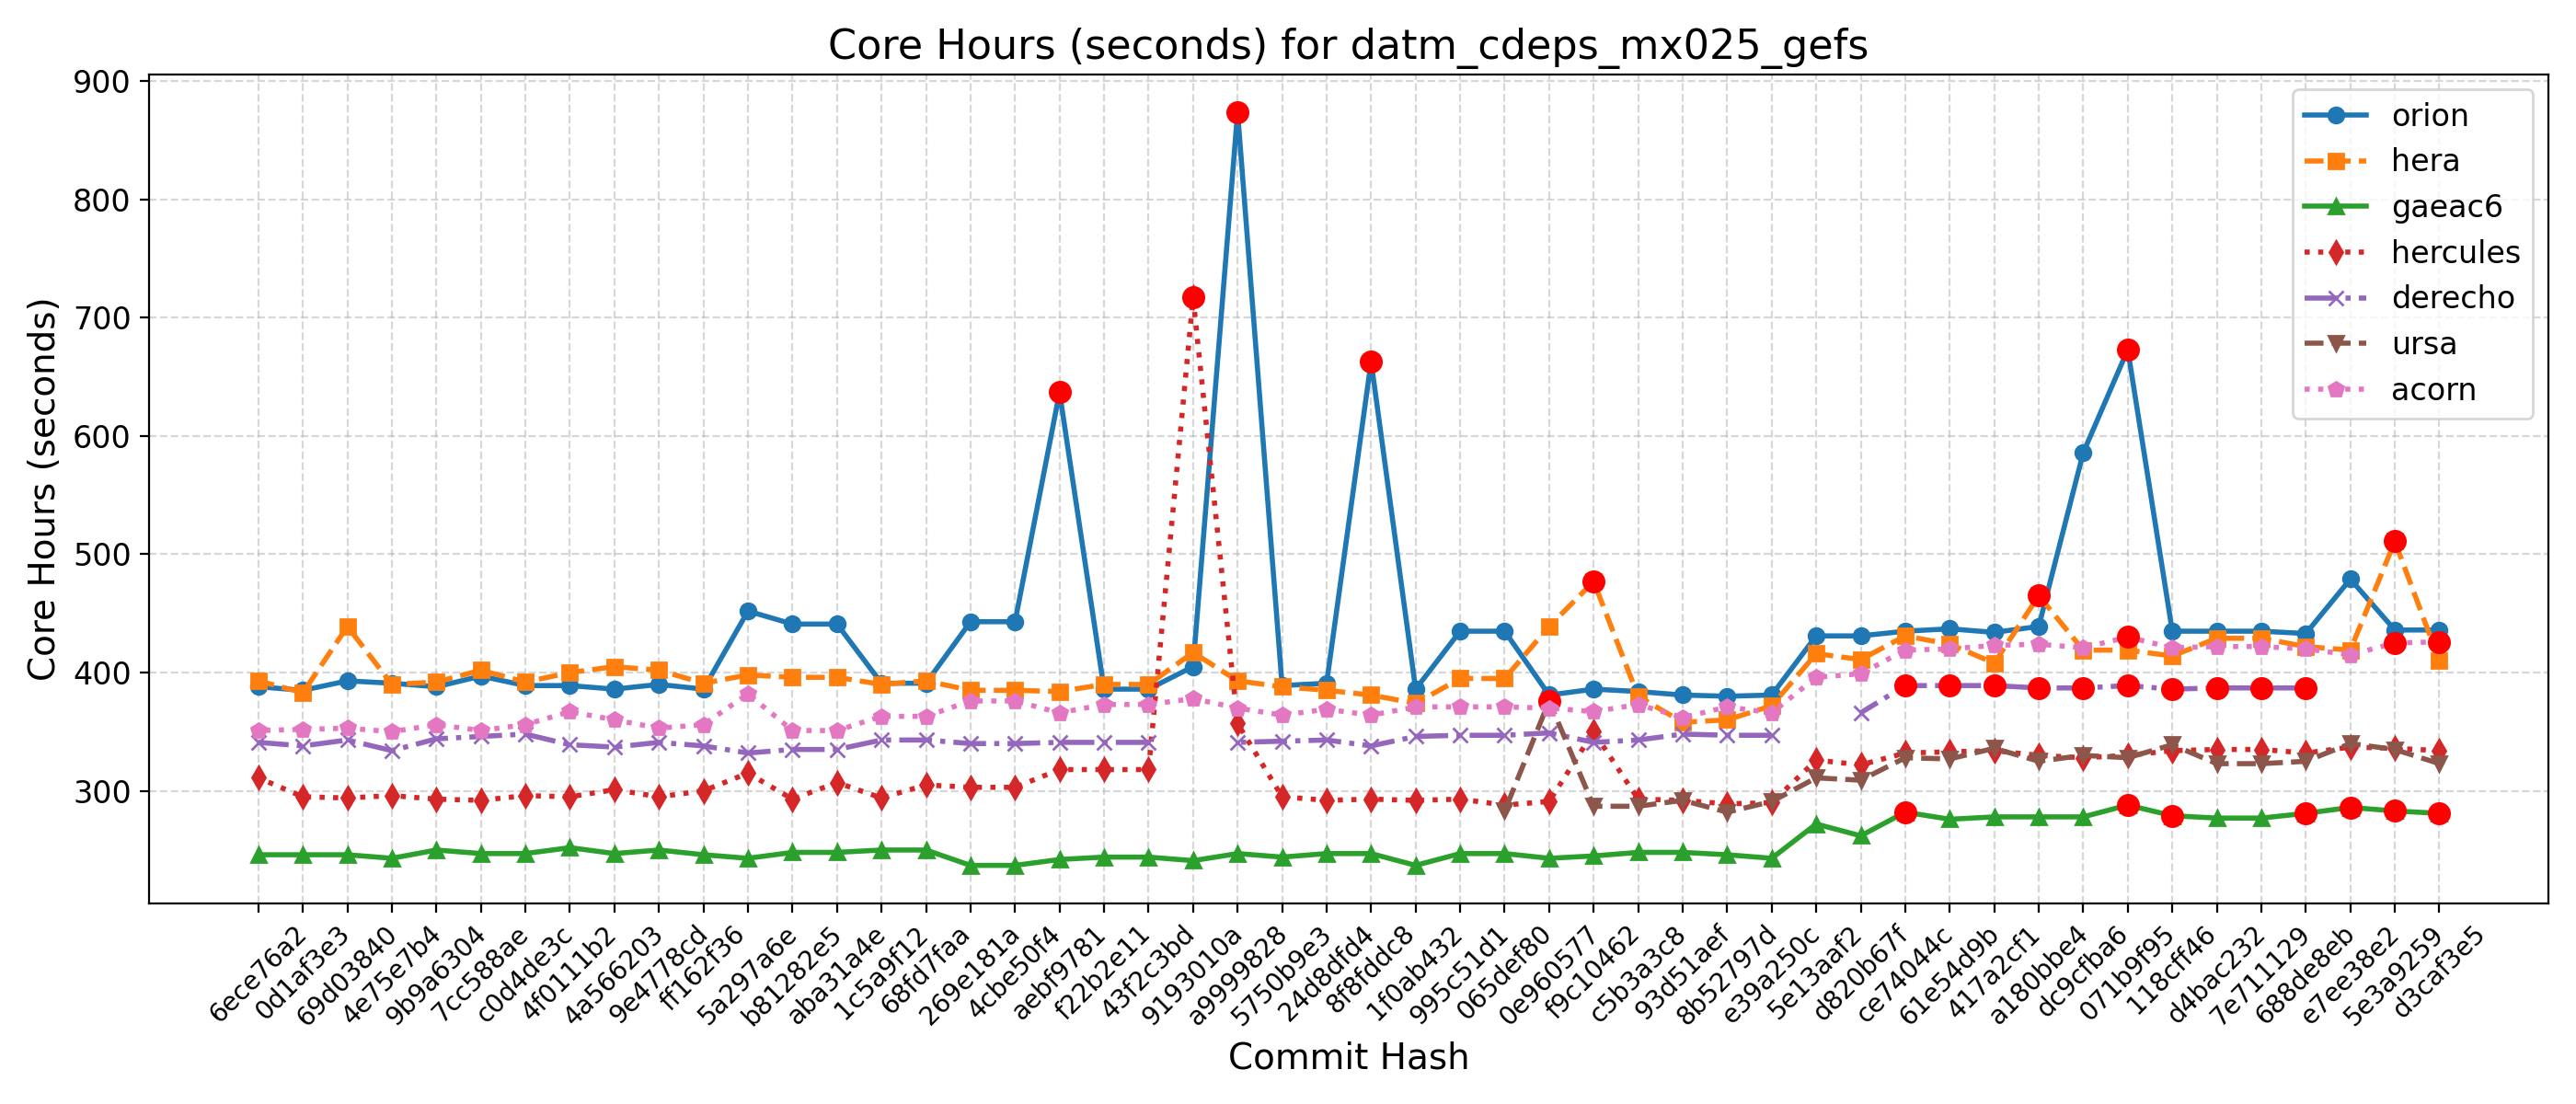 Core Hours (seconds) for datm_cdeps_mx025_gefs
Core Hours (seconds)
900
800
700
600
500
400
300
orion
hera
gaeac6
hercules
derecho
ursa
acorn
6ece76a2
0d1af3e3
69d03840
4e75e7b4
9b9a6304
7cc588ae
c0d4de3c
4f0111b2
4a566203
9e4778cd
ff162f36
5a297a6e
b81282e5
aba31a4e
1c5a9f12
68fd7faa
269e181a
4cbe50f4
aebf9781
f22b2e11
43f2c3bd
9193010a
a9999828
5750b9e3
24d8dfd4
8f8fddc8
1f0ab432
995c51d1
065def80
0e960577
f9c10462
c5b3a3c8
93d51aef
8b52797d
e39a250c
5e13aaf2
d820b67f
ce74044c
61e54d9b
417a2cf1
a180bbe4
dc9cfba6
071b9f95
118cff46
d4bac232
7e711129
688de8eb
e7ee38e2
5e3a9259
d3caf3e5
Commit Hash